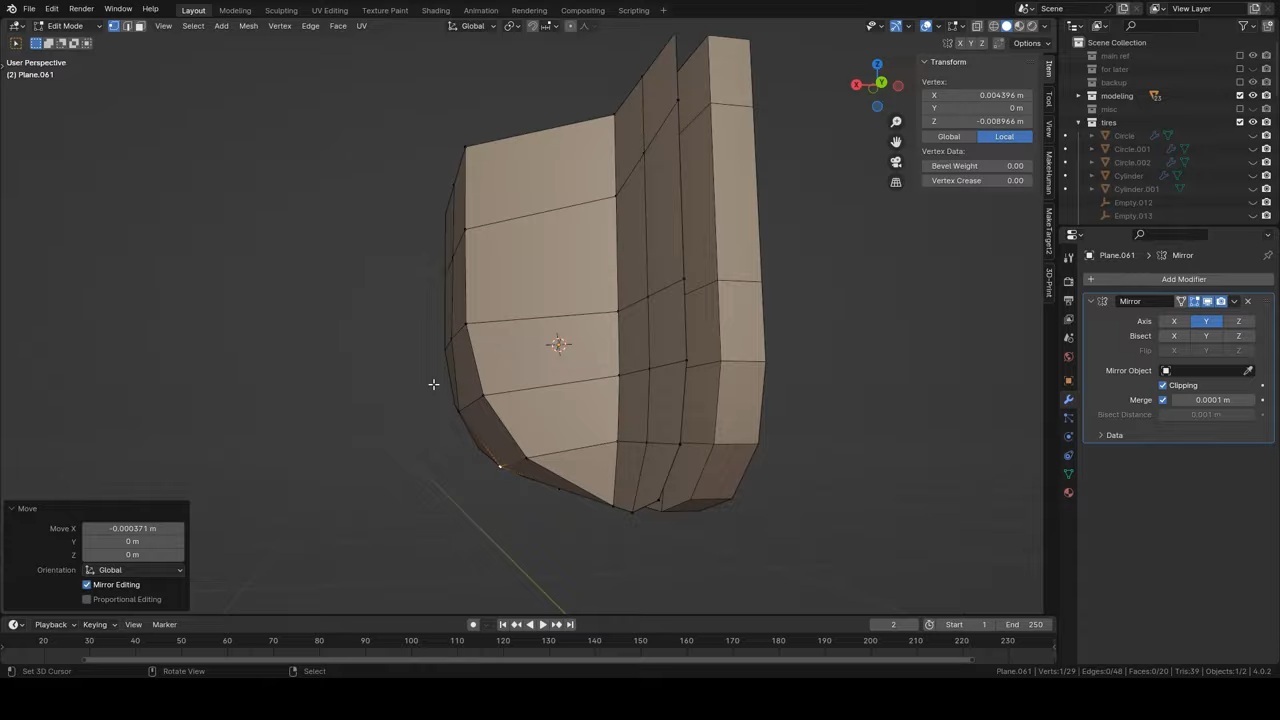 File Edit Render Window Help Layout Modeling Sculpting UV Editing Texture Paint Shading Animation Rendering Compositing Scripting Scene View Layer
Edit Mode View Select Add Mesh Vertex Edge Face UV Global
X Y Z Options
User Perspective
(2) Plane.061
Z
X
Y
Transform
Vertex:
X 0.004396 m
Y 0 m
Z -0.008966 m
Global Local
Vertex Data:
Bevel Weight 0.00
Vertex Crease 0.00
Item
Tool
View
MakeHuman
MakeTarget2
3D-Print
Scene Collection
main ref
for later
backup
modeling 23
misc
tires
Circle
Circle.001
Circle.002
Cylinder
Cylinder.001
Empty.012
Empty.013
Plane.061 Mirror
Add Modifier
Mirror
Axis X Y Z
Bisect X Y Z
Flip X Y Z
Mirror Object
Clipping
Merge 0.0001 m
Bisect Distance 0.001 m
Data
Move
Move X -0.000371 m
Y 0 m
Z 0 m
Orientation Global
Mirror Editing
Proportional Editing
Playback Keying View Marker 2 Start 1 End 250
20 30 40 50 60 70 80 90 100 110 120 130 140 150 160 170 180 190 200 210 220 230
Set 3D Cursor Rotate View Select Plane.061 | Verts:1/29 | Edges:0/48 | Faces:0/20 | Tris:39 | Objects:1/2 | 4.0.2